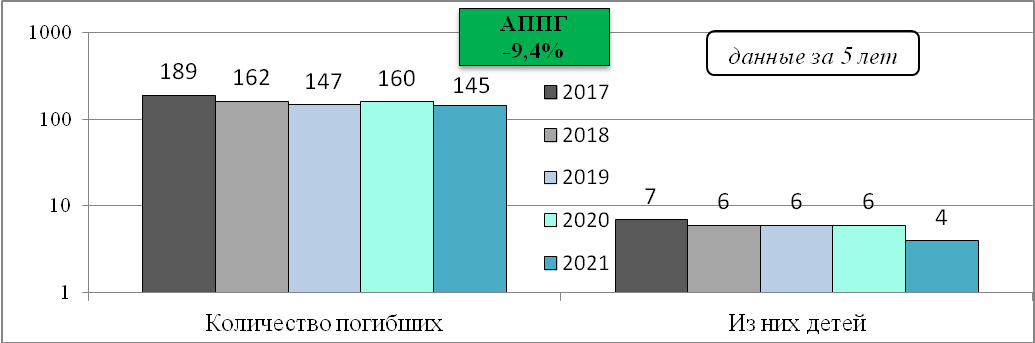 АППГ
-9,4%
данные за 5 лет
1000
100
10
1
189 162 147 160 145
7 6 6 6 4
2017
2018
2019
2020
2021
Количество погибших
Из них детей